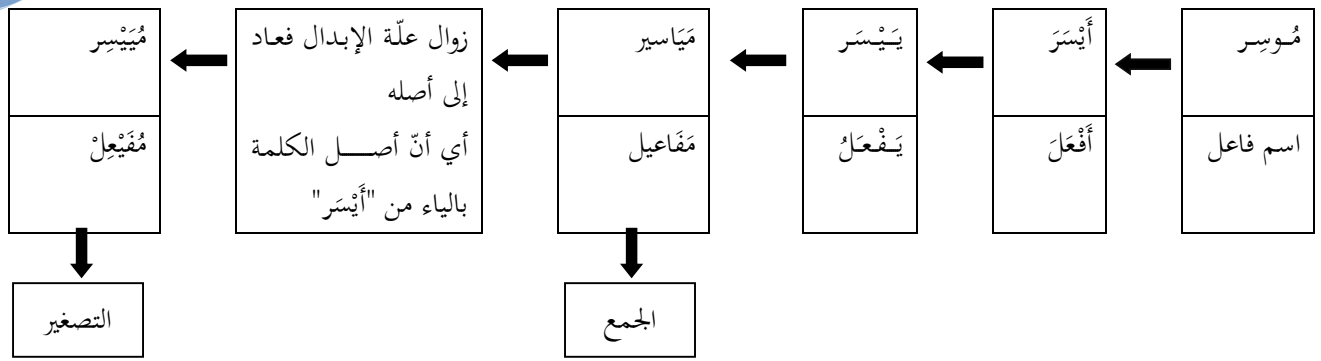 مُـوسِـر
اسم فاعل
أَيْسَرَ
أَفْعَلَ
يَـيْـسَـر
يَـفْـعَـلُ
مَيَاسير
مَفَاعيل
زوال علّة الإبدال فعاد
إلى أصله
أي أنّ أصـــل الكلمة
بالياء من "أَيْسَر"
مُيَيْسِر
مُفَيْعِلْ
الجمع
التصغير